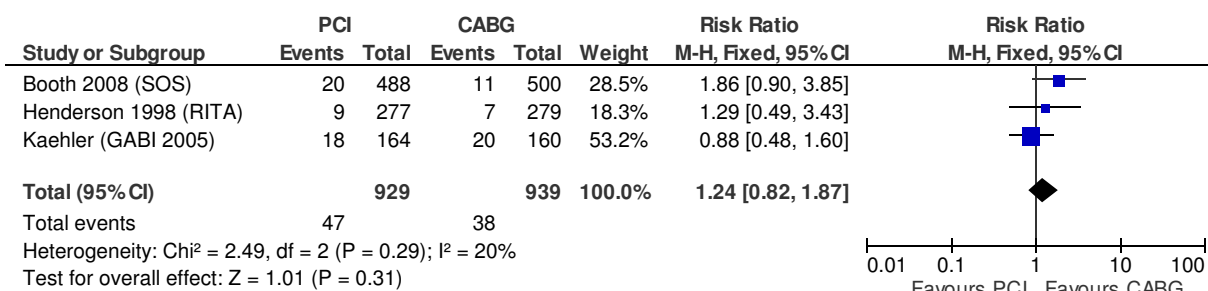 PCI CABG Risk Ratio Risk Ratio
Study or Subgroup Events Total Events Total Weight M-H, Fixed, 95% CI M-H, Fixed, 95% CI
Booth 2008 (SOS) 20 488 11 500 28.5% 1.86 [0.90, 3.85]
Henderson 1998 (RITA) 9 277 7 279 18.3% 1.29 [0.49, 3.43]
Kaehler (GABI 2005) 18 164 20 160 53.2% 0.88 [0.48, 1.60]
Total (95% CI) 929 939 100.0% 1.24 [0.82, 1.87]
Total events 47 38
Heterogeneity: Chi² = 2.49, df = 2 (P = 0.29); I² = 20%
Test for overall effect: Z = 1.01 (P = 0.31)
0.01 0.1 1 10 100
Favours PCI Favours CABG